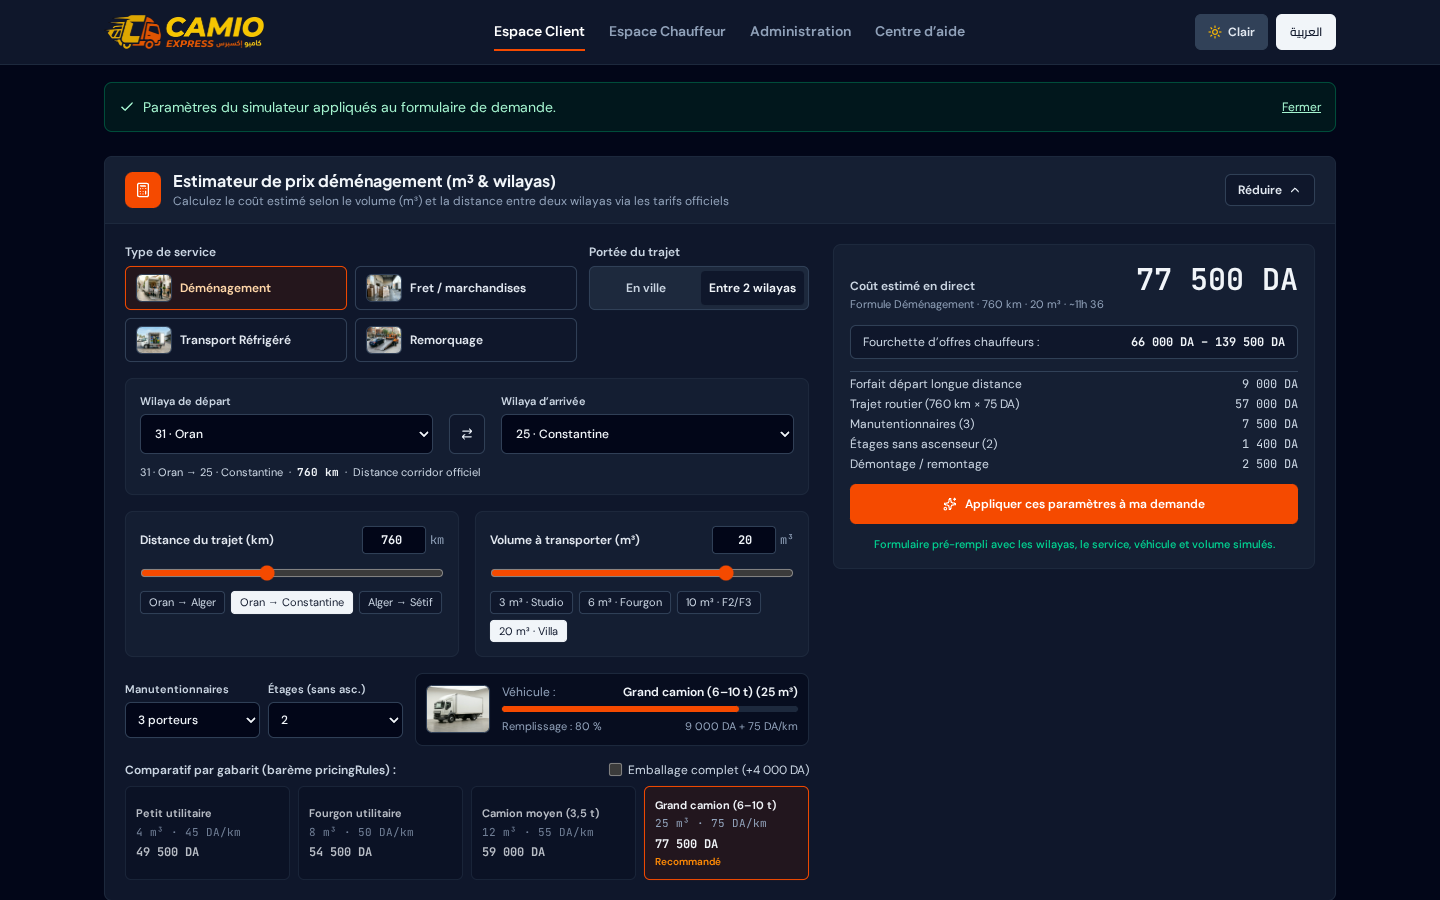 CAMIO
EXPRESS كاميو إكسبرس
Espace Client
Espace Chauffeur
Administration
Centre d’aide
Clair
العربية
Paramètres du simulateur appliqués au formulaire de demande.
Fermer
Estimateur de prix déménagement (m³ & wilayas)
Calculez le coût estimé selon le volume (m³) et la distance entre deux wilayas via les tarifs officiels
Réduire
Type de service
Déménagement
Fret / marchandises
Transport Réfrigéré
Remorquage
Portée du trajet
En ville
Entre 2 wilayas
Wilaya de départ
31 · Oran
Wilaya d’arrivée
25 · Constantine
31 · Oran → 25 · Constantine · 760 km · Distance corridor officiel
Distance du trajet (km)
760 km
Oran → Alger
Oran → Constantine
Alger → Sétif
Volume à transporter (m³)
20 m³
3 m³ · Studio
6 m³ · Fourgon
10 m³ · F2/F3
20 m³ · Villa
Manutentionnaires
3 porteurs
Étages (sans asc.)
2
Véhicule :
Grand camion (6–10 t) (25 m³)
Remplissage : 80 %
9 000 DA + 75 DA/km
Comparatif par gabarit (barème pricingRules) :
Emballage complet (+4 000 DA)
Petit utilitaire
4 m³ · 45 DA/km
49 500 DA
Fourgon utilitaire
8 m³ · 50 DA/km
54 500 DA
Camion moyen (3,5 t)
12 m³ · 55 DA/km
59 000 DA
Grand camion (6–10 t)
25 m³ · 75 DA/km
77 500 DA
Recommandé
Coût estimé en direct
77 500 DA
Formule Déménagement · 760 km · 20 m³ · ~11h 36
Fourchette d’offres chauffeurs :
66 000 DA – 139 500 DA
Forfait départ longue distance
9 000 DA
Trajet routier (760 km × 75 DA)
57 000 DA
Manutentionnaires (3)
7 500 DA
Étages sans ascenseur (2)
1 400 DA
Démontage / remontage
2 500 DA
Appliquer ces paramètres à ma demande
Formulaire pré-rempli avec les wilayas, le service, véhicule et volume simulés.